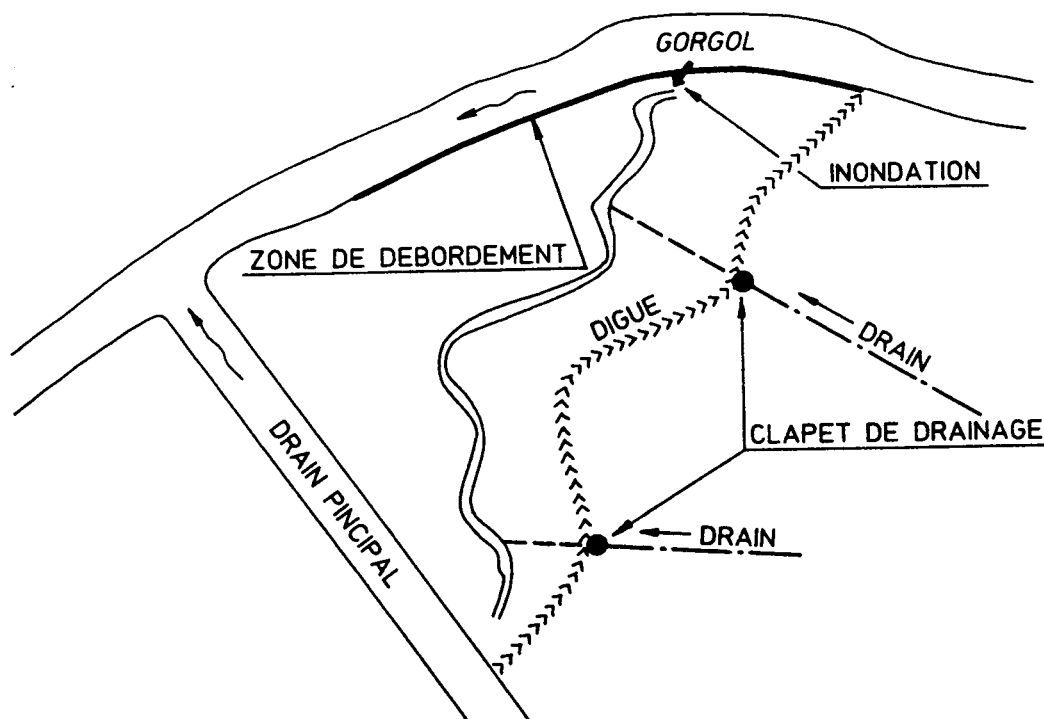 GORGOL
INONDATION
ZONE DE DEBORDEMENT
DIGUE
DRAIN
CLAPET DE DRAINAGE
DRAIN PINCIPAL
DRAIN